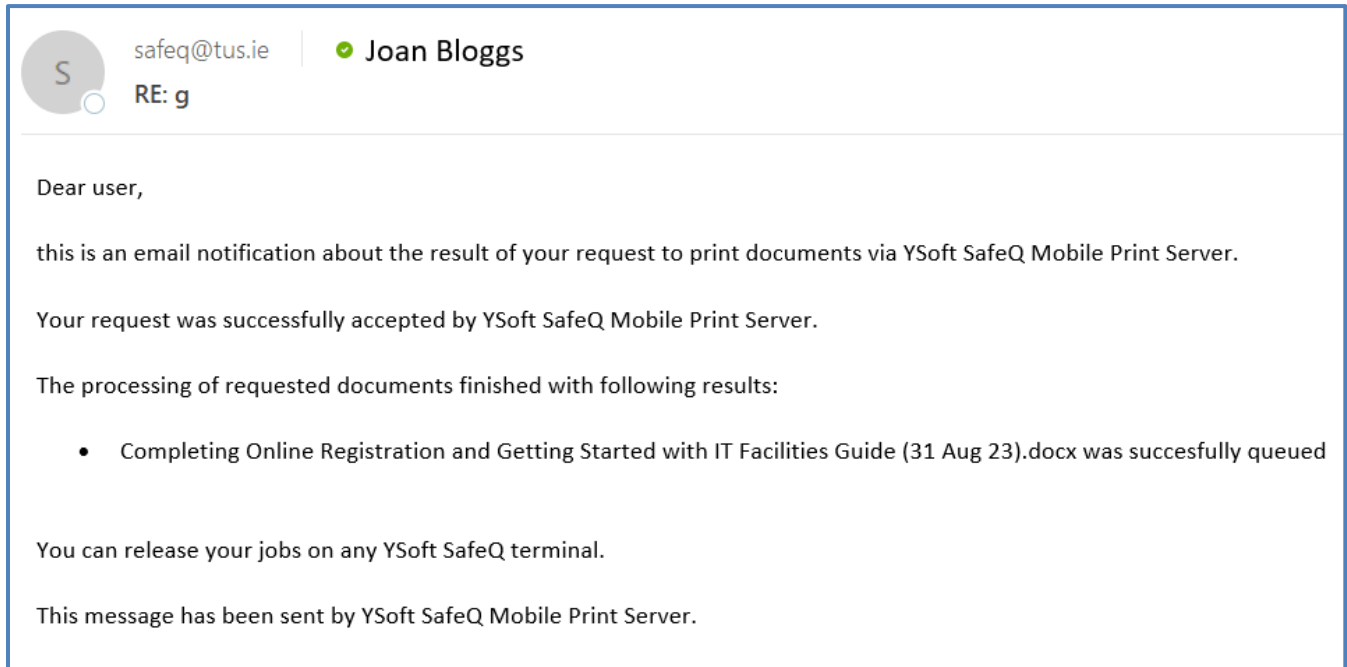 S
safeq@tus.ie
Joan Bloggs
RE: g
Dear user,
this is an email notification about the result of your request to print documents via YSoft SafeQ Mobile Print Server.
Your request was successfully accepted by YSoft SafeQ Mobile Print Server.
The processing of requested documents finished with following results:
• Completing Online Registration and Getting Started with IT Facilities Guide (31 Aug 23).docx was succesfully queued
You can release your jobs on any YSoft SafeQ terminal.
This message has been sent by YSoft SafeQ Mobile Print Server.